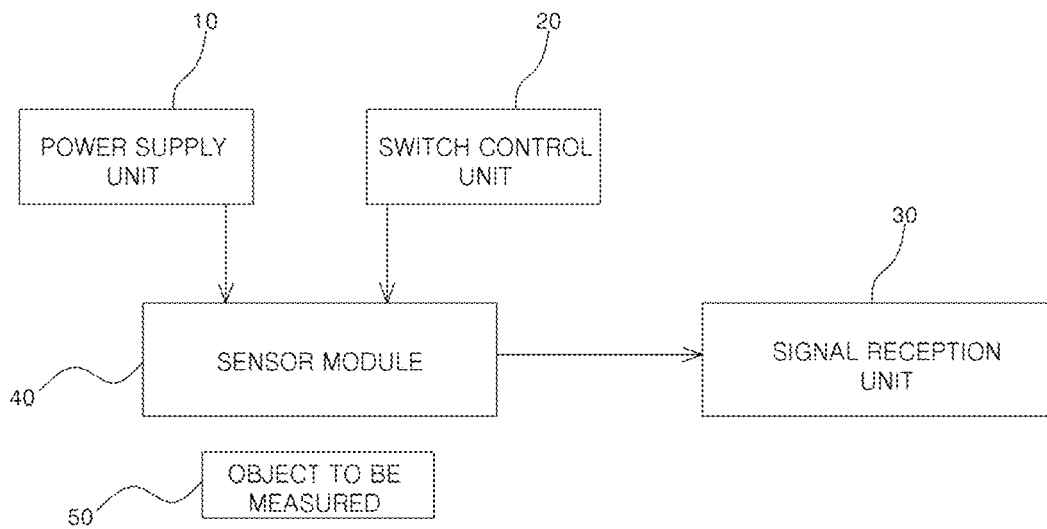 10
20
POWER SUPPLY
UNIT
SWITCH CONTROL
UNIT
30
SENSOR MODULE
SIGNAL RECEPTION
UNIT
40
OBJECT TO BE
MEASURED
50